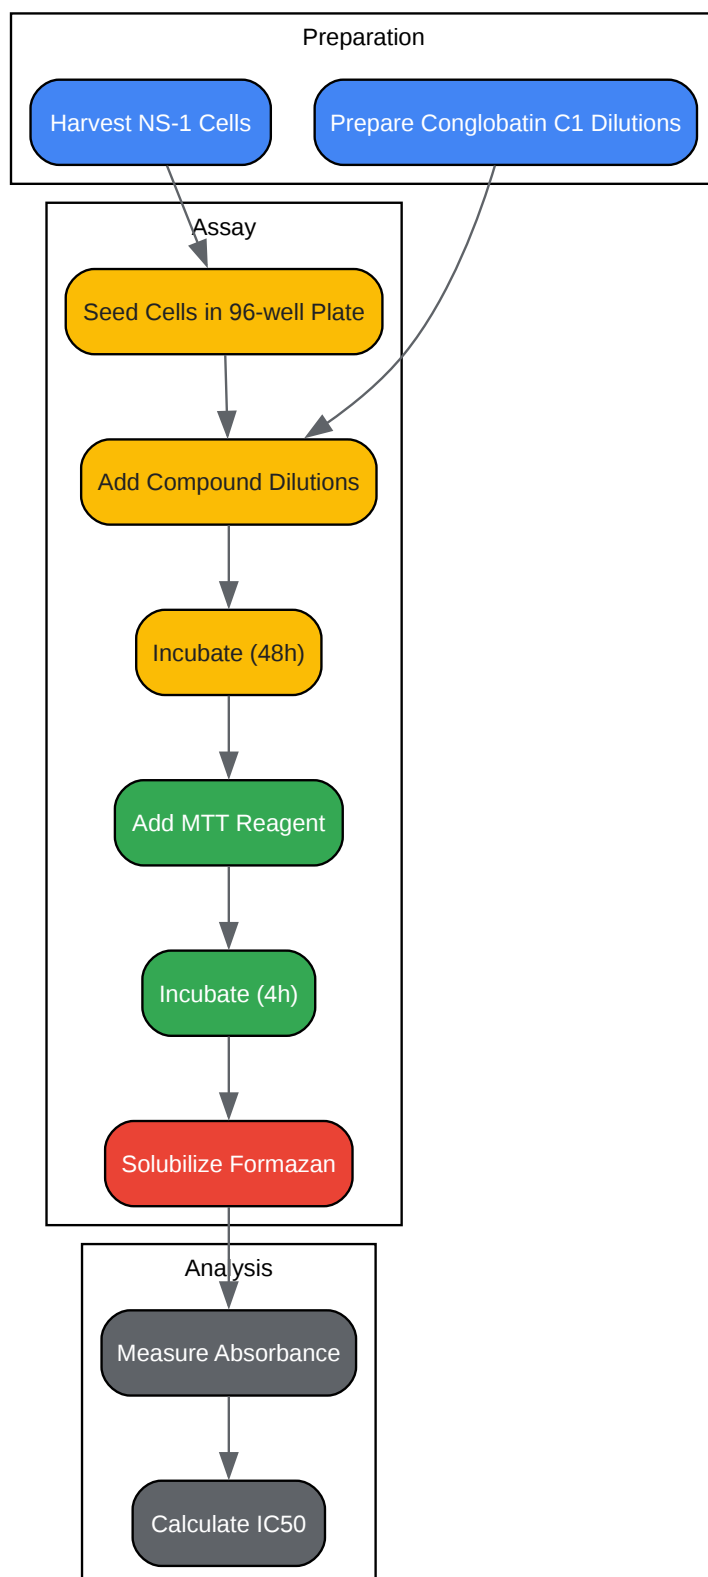 Preparation
Harvest NS-1 Cells
Prepare Conglobatin C1 Dilutions
Assay
Seed Cells in 96-well Plate
Add Compound Dilutions
Incubate (48h)
Add MTT Reagent
Incubate (4h)
Solubilize Formazan
Analysis
Measure Absorbance
Calculate IC50